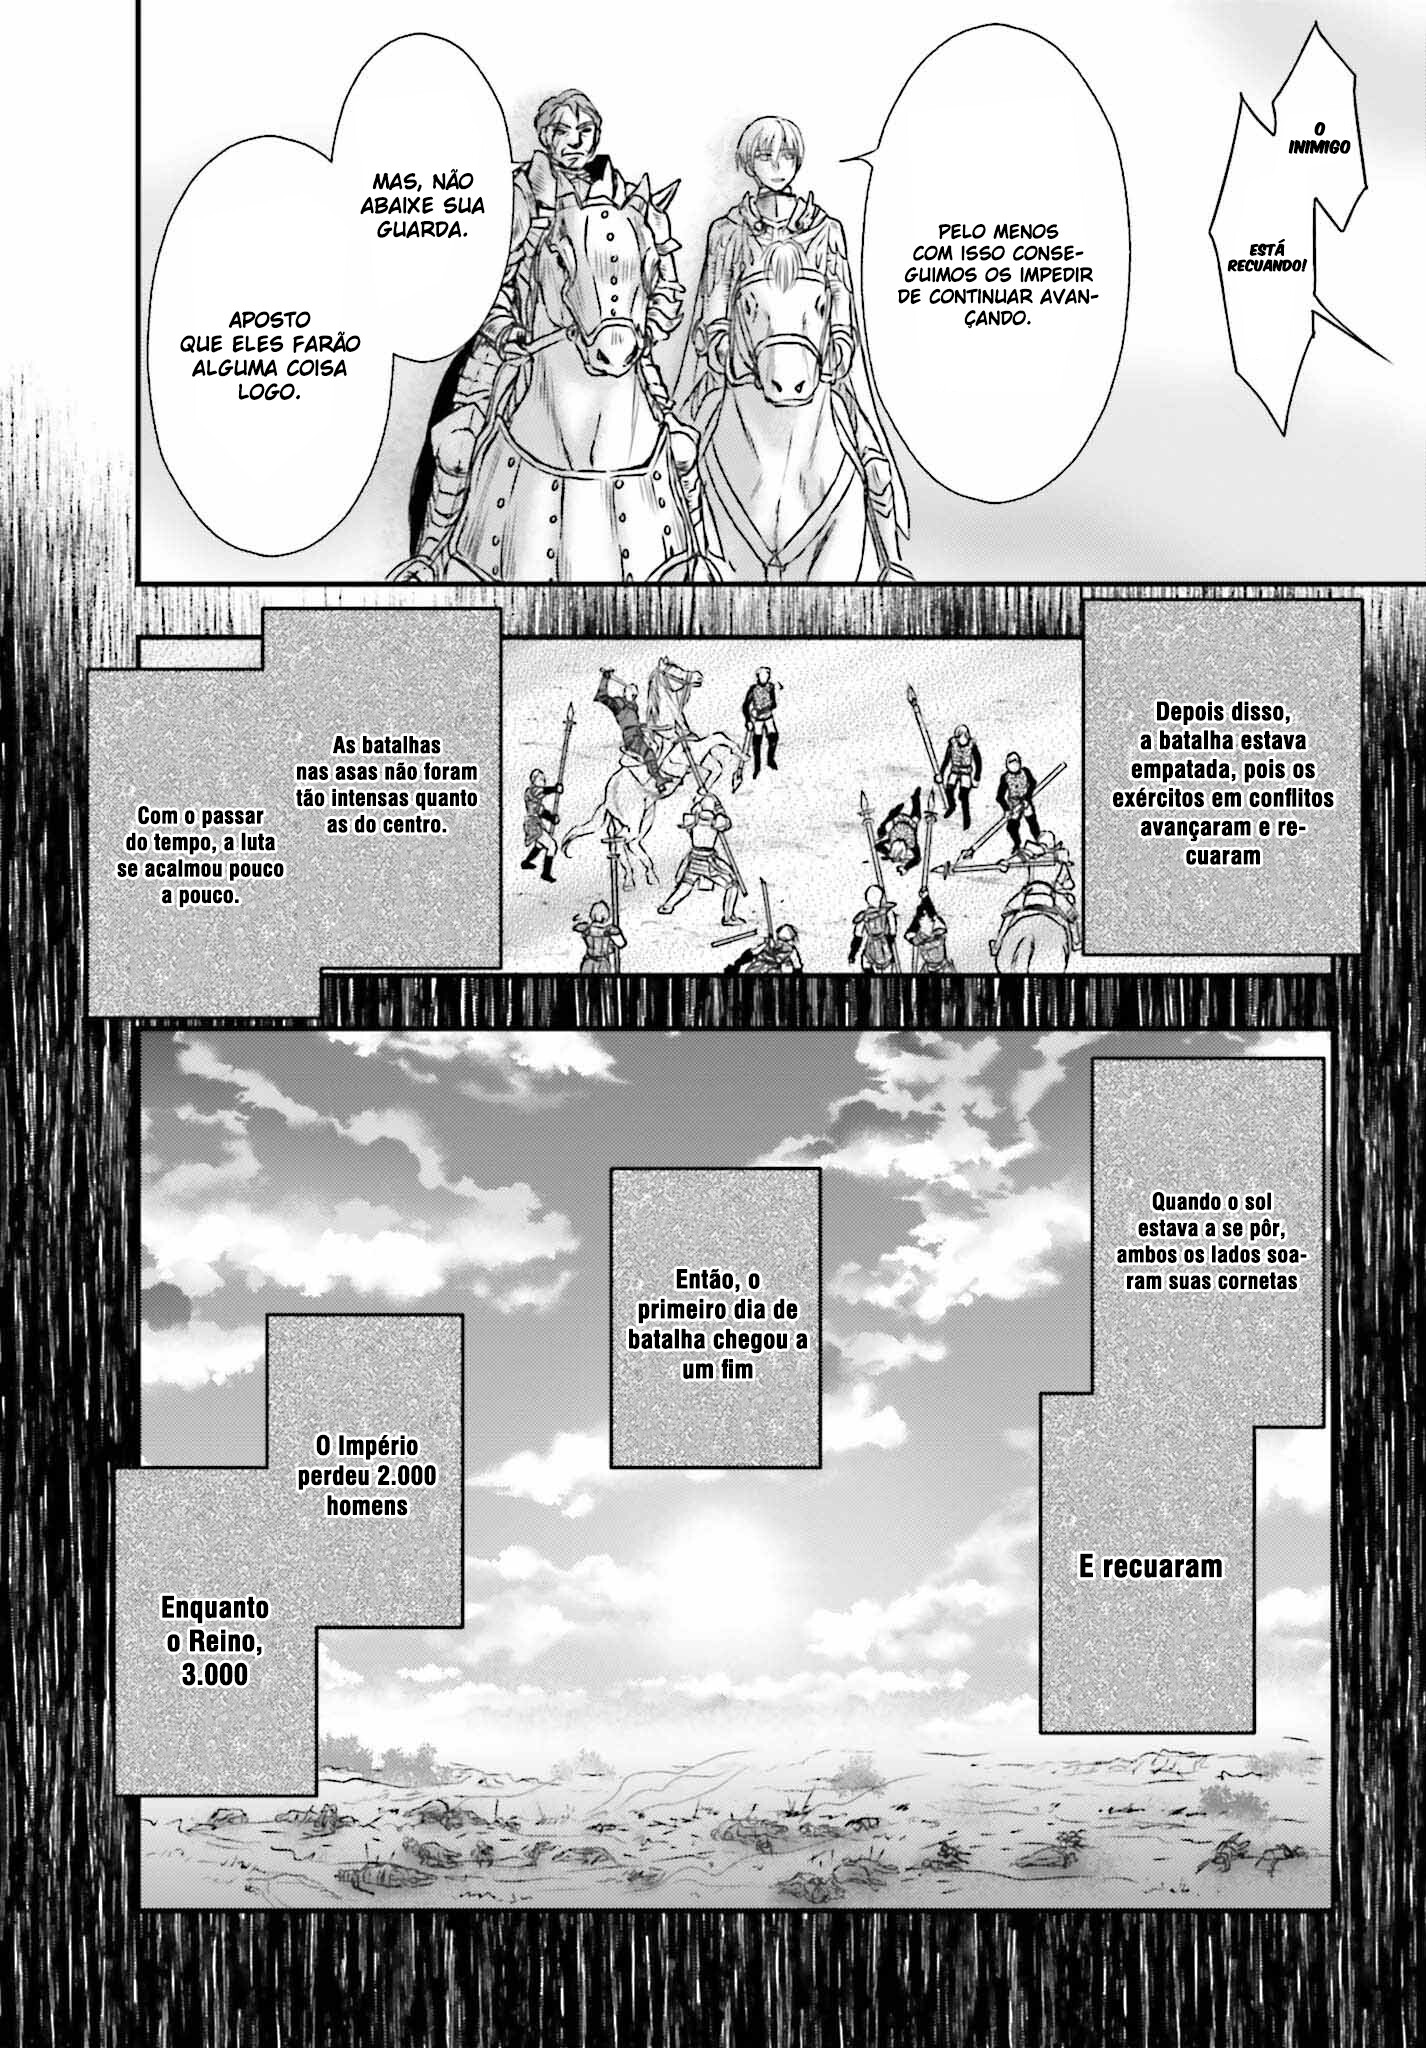 O
INIMIGO
ESTÁ
RECUANDO!
PELO MENOS
COM ISSO CONSE-
GUIMOS OS IMPEDIR
DE CONTINUAR AVAN-
ÇANDO.
MAS, NÃO
ABAIXE SUA
GUARDA.
APOSTO
QUE ELES FARÃO
ALGUMA COISA
LOGO.
Depois disso,
a batalha estava
empatada, pois os
exércitos em conflitos
avançaram e re-
cuaram
As batalhas
nas asas não foram
tão intensas quanto
as do centro.
Com o passar
do tempo, a luta
se acalmou pouco
a pouco.
Quando o sol
estava a se pôr,
ambos os lados soa-
ram suas cornetas
E recuaram
Então, o
primeiro dia de
batalha chegou a
um fim
O Império
perdeu 2.000
homens
Enquanto
o Reino,
3.000